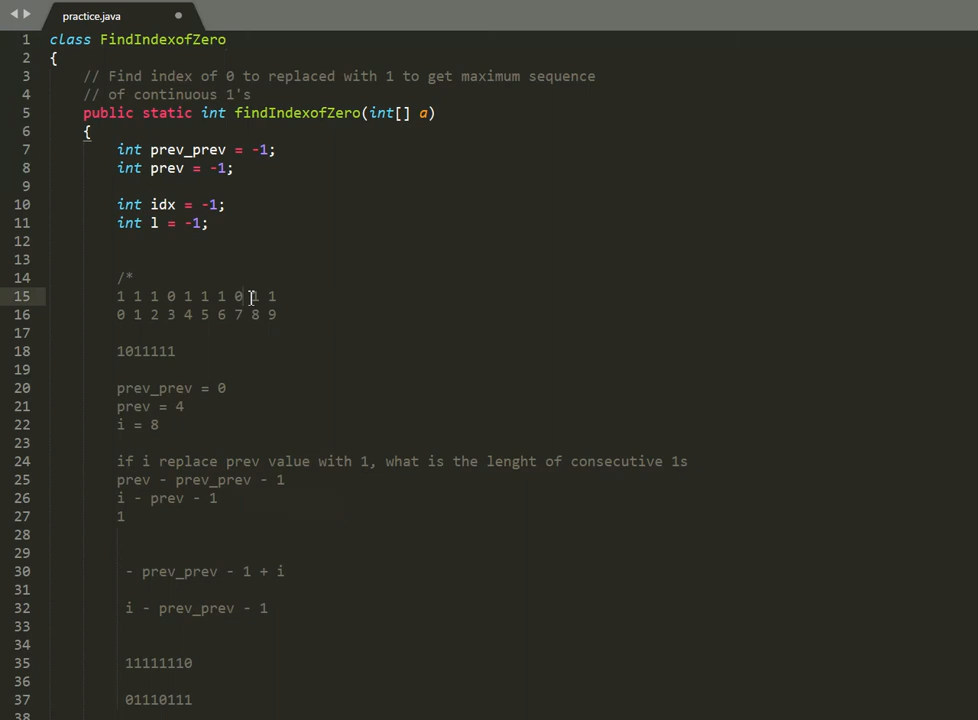 practice.java
1 class FindIndexofZero
2 {
3 // Find index of 0 to replaced with 1 to get maximum sequence
4 // of continuous 1's
5 public static int findIndexofZero(int[] a)
6 {
7 int prev_prev = -1;
8 int prev = -1;
9
10 int idx = -1;
11 int l = -1;
12
13
14 /*
15 1 1 1 0 1 1 1 0 1 1
16 0 1 2 3 4 5 6 7 8 9
17
18 1011111
19
20 prev_prev = 0
21 prev = 4
22 i = 8
23
24 if i replace prev value with 1, what is the lenght of consecutive 1s
25 prev - prev_prev - 1
26 i - prev - 1
27 1
28
29
30 - prev_prev - 1 + i
31
32 i - prev_prev - 1
33
34
35 11111110
36
37 01110111
38